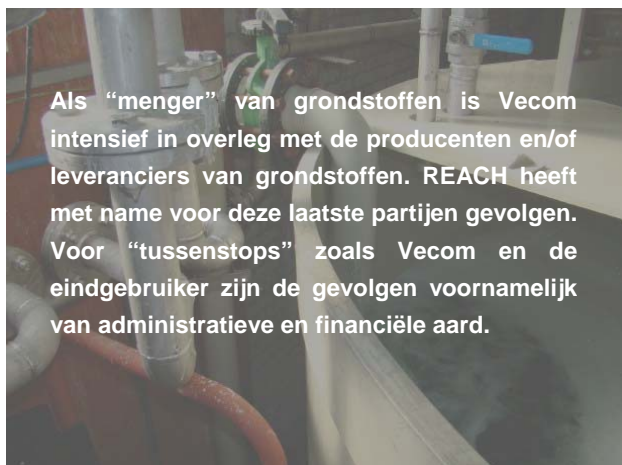 Als “menger” van grondstoffen is Vecom
intensief in overleg met de producenten en/of
leveranciers van grondstoffen. REACH heeft
met name voor deze laatste partijen gevolgen.
Voor “tussenstops” zoals Vecom en de
eindgebruiker zijn de gevolgen voornamelijk
van administratieve en financiële aard.